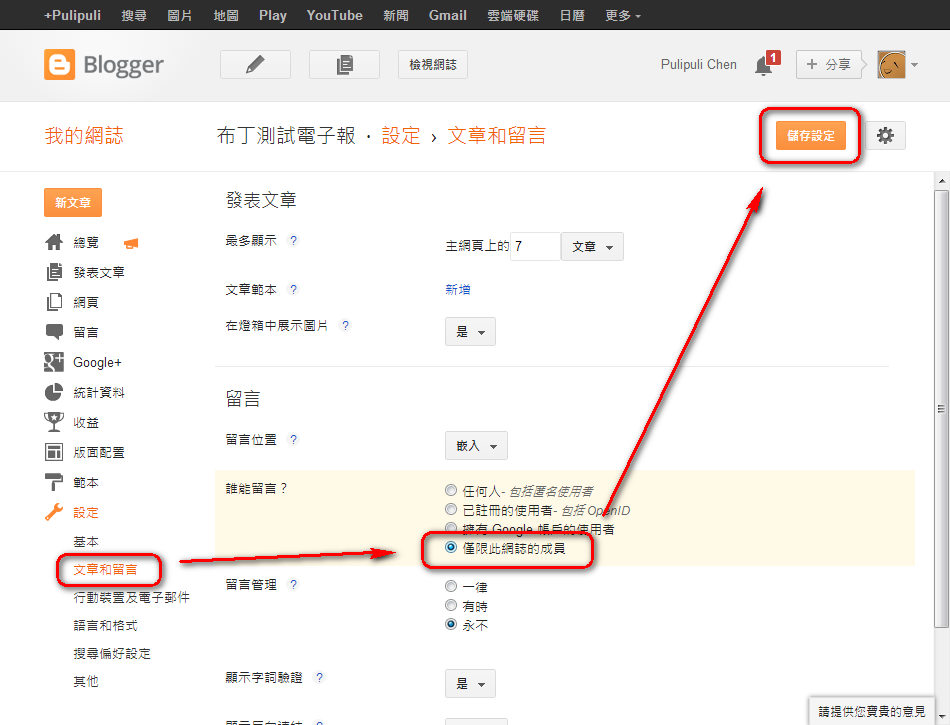 +Pulipuli 搜尋 圖片 地圖 Play YouTube 新聞 Gmail 雲端硬碟 日曆 更多
Blogger 檢視網誌 Pulipuli Chen 1 + 分享
我的網誌 布丁測試電子報 · 設定 › 文章和留言 儲存設定
新文章
總覽
發表文章
網頁
留言
Google+
統計資料
收益
版面配置
範本
設定
基本
文章和留言
行動裝置及電子郵件
語言和格式
搜尋偏好設定
其他
發表文章
最多顯示 ? 主網頁上的 7 文章
文章範本 ? 新增
在燈箱中展示圖片 ? 是
留言
留言位置 ? 嵌入
誰能留言？ 任何人 - 包括匿名使用者
已註冊的使用者 - 包括 OpenID
擁有 Google 帳戶的使用者
僅限此網誌的成員
留言管理 ? 一律
有時
永不
顯示字詞驗證 ? 是
請提供您寶貴的意見